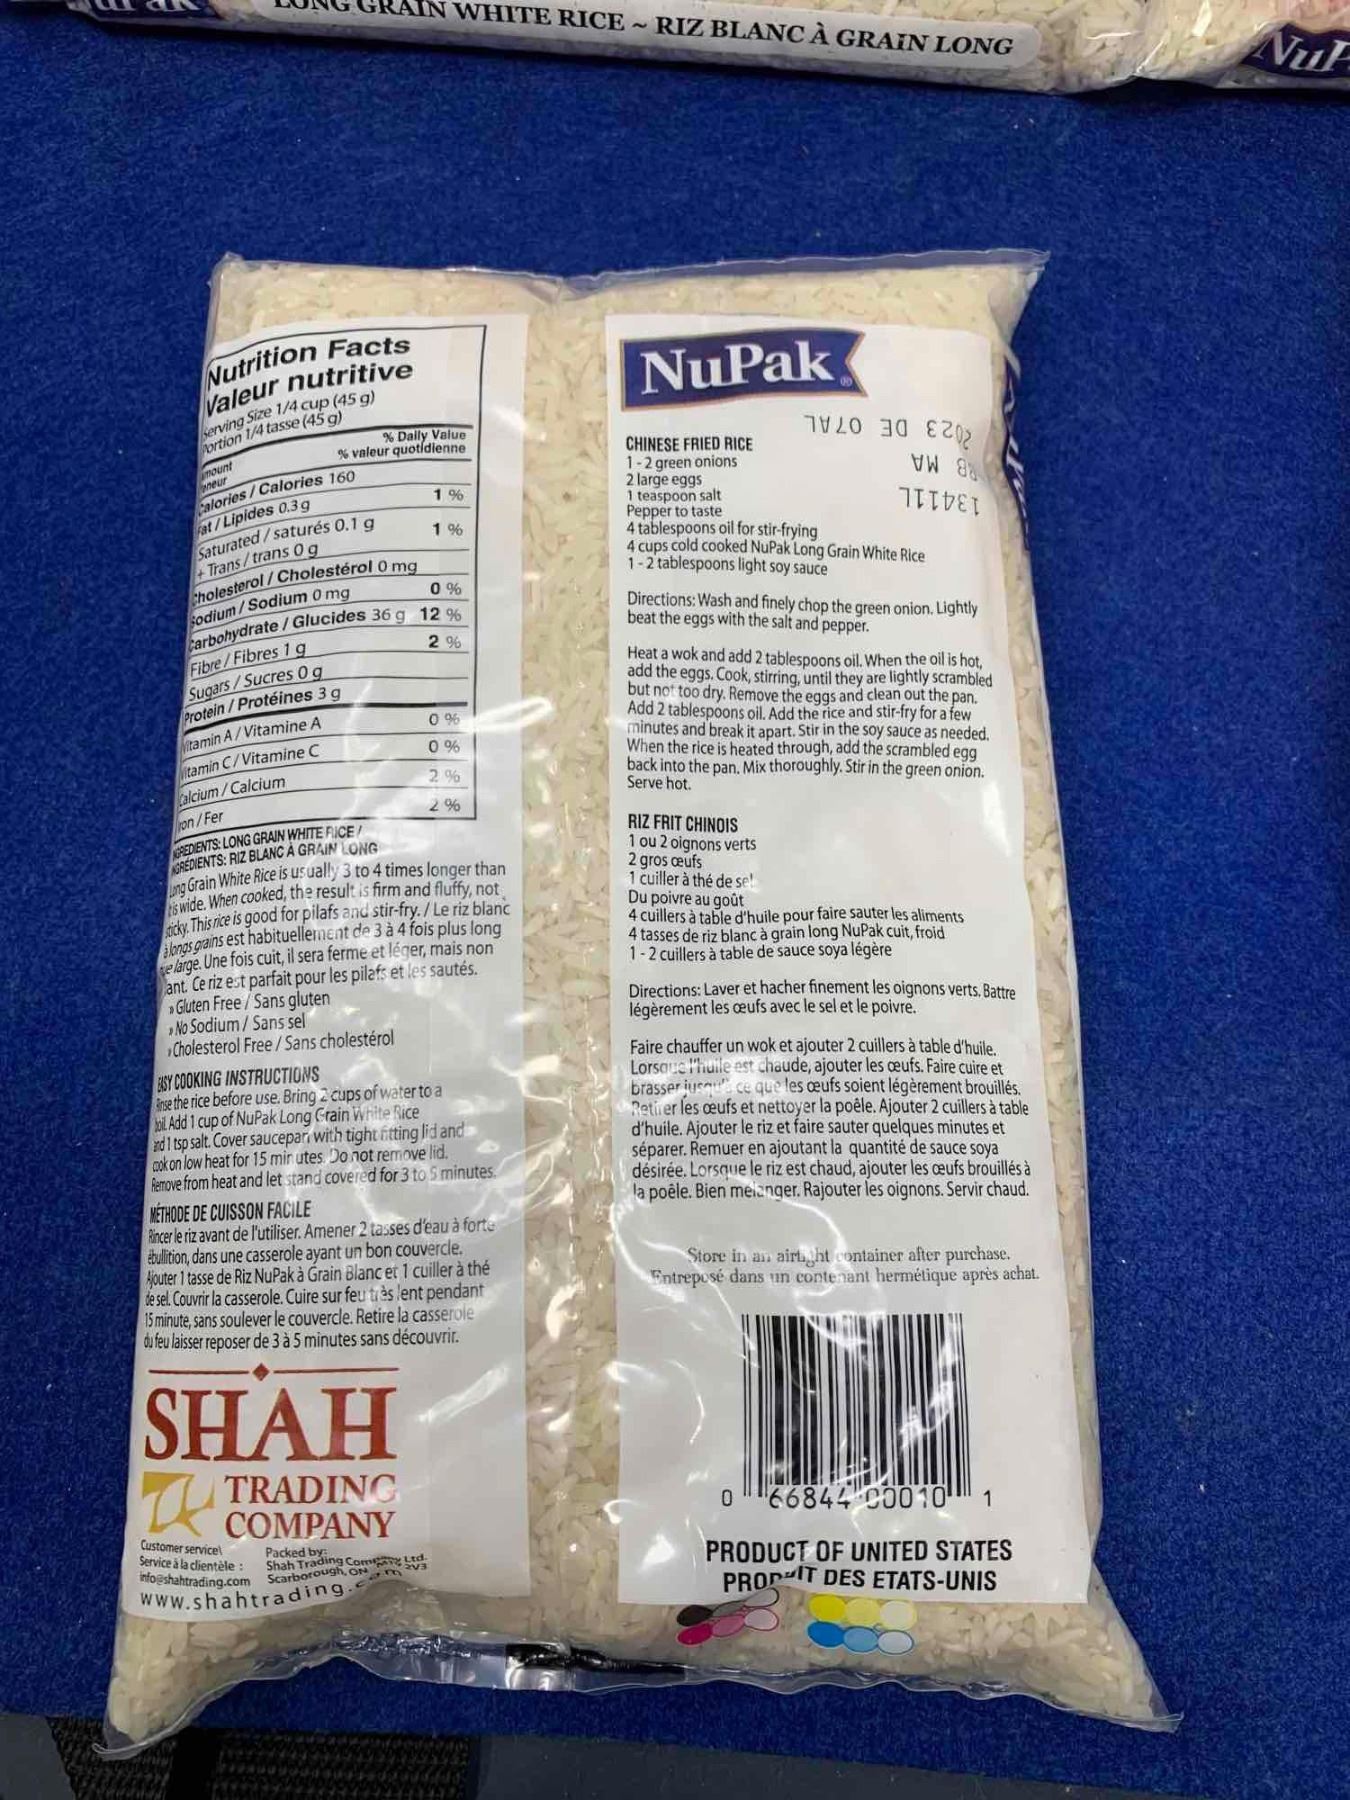 LONG GRAIN WHITE RICE ~ RIZ BLANC À GRAIN LONG
Nutrition Facts
Valeur nutritive
Serving Size 1/4 cup (45 g)
Portion 1/4 tasse (45 g)
% Daily Value
% valeur quotidienne
Calories / Calories 160
Fat / Lipides 0.3 g 1 %
Saturated / saturés 0.1 g
+ Trans / trans 0 g 1 %
Cholesterol / Cholestérol 0 mg
Sodium / Sodium 0 mg 0 %
Carbohydrate / Glucides 36 g 12 %
Fibre / Fibres 1 g 2 %
Sugars / Sucres 0 g
Protein / Protéines 3 g
Vitamin A / Vitamine A 0 %
Vitamin C / Vitamine C 0 %
Calcium / Calcium 2 %
Iron / Fer 2 %
INGREDIENTS: LONG GRAIN WHITE RICE /
INGRÉDIENTS: RIZ BLANC À GRAIN LONG
Long Grain White Rice is usually 3 to 4 times longer than
it is wide. When cooked, the result is firm and fluffy, not
sticky. This rice is good for pilafs and stir-fry. / Le riz blanc
à longs grains est habituellement de 3 à 4 fois plus long
que large. Une fois cuit, il sera ferme et léger, mais non
Ce riz est parfait pour les pilafs et les sautés.
» Gluten Free / Sans gluten
» No Sodium / Sans sel
» Cholesterol Free / Sans cholestérol
EASY COOKING INSTRUCTIONS
Rinse the rice before use. Bring 2 cups of water to a
boil. Add 1 cup of NuPak Long Grain White Rice
and 1 tsp salt. Cover saucepan with tight fitting lid and
cook on low heat for 15 minutes. Do not remove lid.
Remove from heat and let stand covered for 3 to 5 minutes.
MÉTHODE DE CUISSON FACILE
Rincer le riz avant de l'utiliser. Amener 2 tasses d'eau à forte
ébullition, dans une casserole ayant un bon couvercle.
Ajouter 1 tasse de Riz NuPak à Grain Blanc et 1 cuiller à thé
de sel. Couvrir la casserole. Cuire sur feu très lent pendant
15 minute, sans soulever le couvercle. Retire la casserole
du feu laisser reposer de 3 à 5 minutes sans découvrir.
SHAH
TRADING
COMPANY
Customer service\
Service à la clientèle :
info@shahtrading.com
Packed by:
Shah Trading Company Ltd.
Scarborough, ON 2V3
www.shahtrading.com
NuPak®
2023 DE 07AL
MA
13411L
CHINESE FRIED RICE
1 - 2 green onions
2 large eggs
1 teaspoon salt
Pepper to taste
4 tablespoons oil for stir-frying
4 cups cold cooked NuPak Long Grain White Rice
1 - 2 tablespoons light soy sauce
Directions: Wash and finely chop the green onion. Lightly
beat the eggs with the salt and pepper.
Heat a wok and add 2 tablespoons oil. When the oil is hot,
add the eggs. Cook, stirring, until they are lightly scrambled
but not too dry. Remove the eggs and clean out the pan.
Add 2 tablespoons oil. Add the rice and stir-fry for a few
minutes and break it apart. Stir in the soy sauce as needed.
When the rice is heated through, add the scrambled egg
back into the pan. Mix thoroughly. Stir in the green onion.
Serve hot.
RIZ FRIT CHINOIS
1 ou 2 oignons verts
2 gros œufs
1 cuiller à thé de sel
Du poivre au goût
4 cuillers à table d'huile pour faire sauter les aliments
4 tasses de riz blanc à grain long NuPak cuit, froid
1 - 2 cuillers à table de sauce soya légère
Directions: Laver et hacher finement les oignons verts. Battre
légèrement les œufs avec le sel et le poivre.
Faire chauffer un wok et ajouter 2 cuillers à table d'huile.
Lorsque l'huile est chaude, ajouter les œufs. Faire cuire et
brasser jusqu'à ce que les œufs soient légèrement brouillés.
Retirer les œufs et nettoyer la poêle. Ajouter 2 cuillers à table
d'huile. Ajouter le riz et faire sauter quelques minutes et
séparer. Remuer en ajoutant la quantité de sauce soya
désirée. Lorsque le riz est chaud, ajouter les œufs brouillés à
la poêle. Bien mélanger. Rajouter les oignons. Servir chaud.
Store in an airtight container after purchase.
Entreposé dans un contenant hermétique après achat.
0 66844 00010 1
PRODUCT OF UNITED STATES
PRODUIT DES ETATS-UNIS